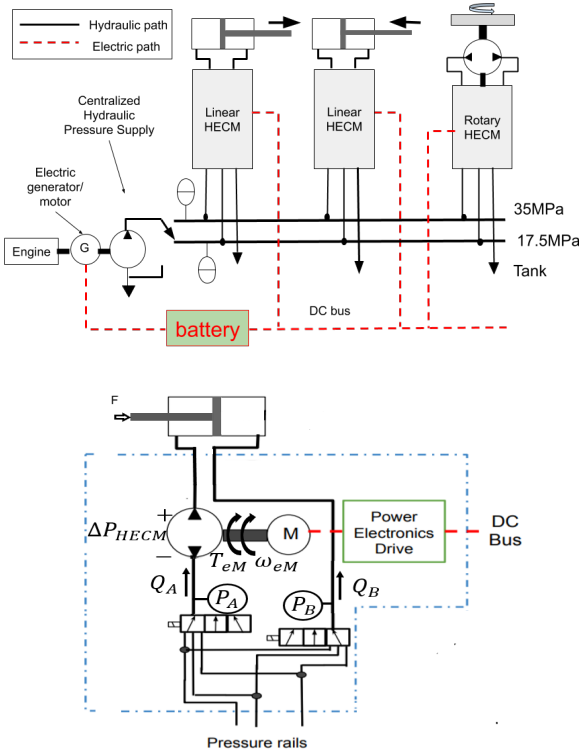 Hydraulic path
Electric path
Centralized
Hydraulic
Pressure Supply
Electric
generator/
motor
Engine
G
Linear
HECM
Linear
HECM
Rotary
HECM
35MPa
17.5MPa
Tank
battery
DC bus
F
+
ΔP_HECM
−
T_eM ω_eM
M
Power
Electronics
Drive
DC
Bus
Q_A
P_A
P_B
Q_B
Pressure rails